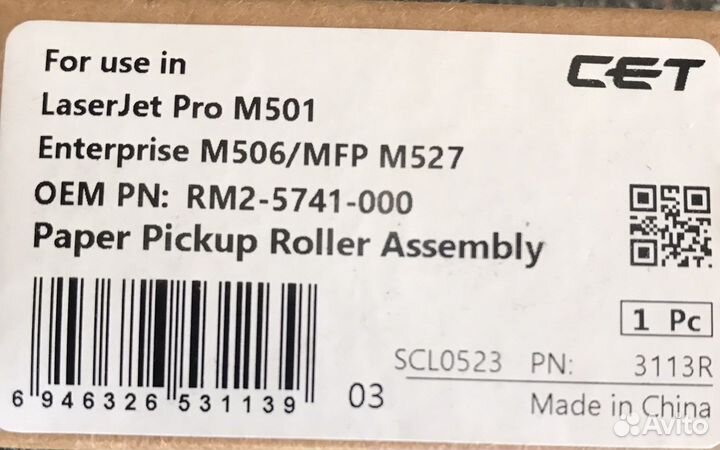 For use in
CET
LaserJet Pro M501
Enterprise M506/MFP M527
OEM PN: RM2-5741-000
Paper Pickup Roller Assembly
1 Pc
SCL0523 PN: 3113R
6 946326 531139
03
Made in China
Avito